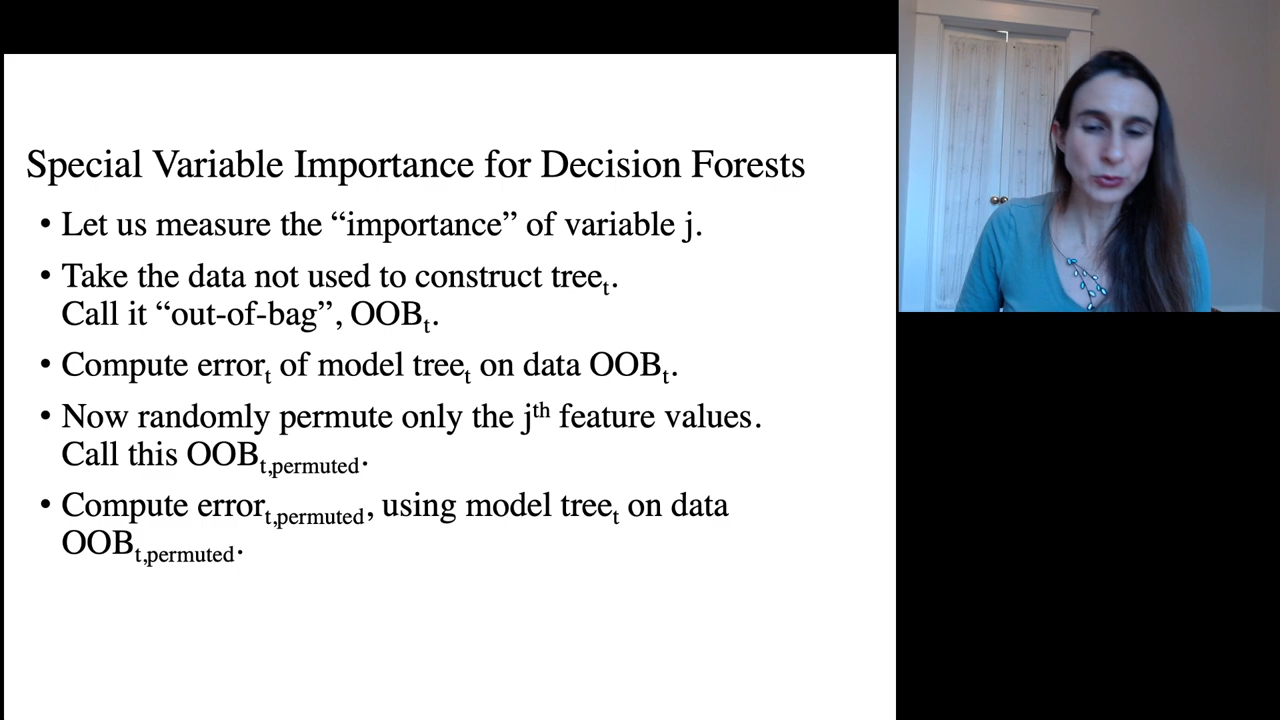 Special Variable Importance for Decision Forests
• Let us measure the “importance” of variable j.
• Take the data not used to construct treeₜ.
Call it “out-of-bag”, OOBₜ.
• Compute errorₜ of model treeₜ on data OOBₜ.
• Now randomly permute only the jᵗʰ feature values.
Call this OOBt,permuted.
• Compute errort,permuted, using model treeₜ on data
OOBt,permuted.